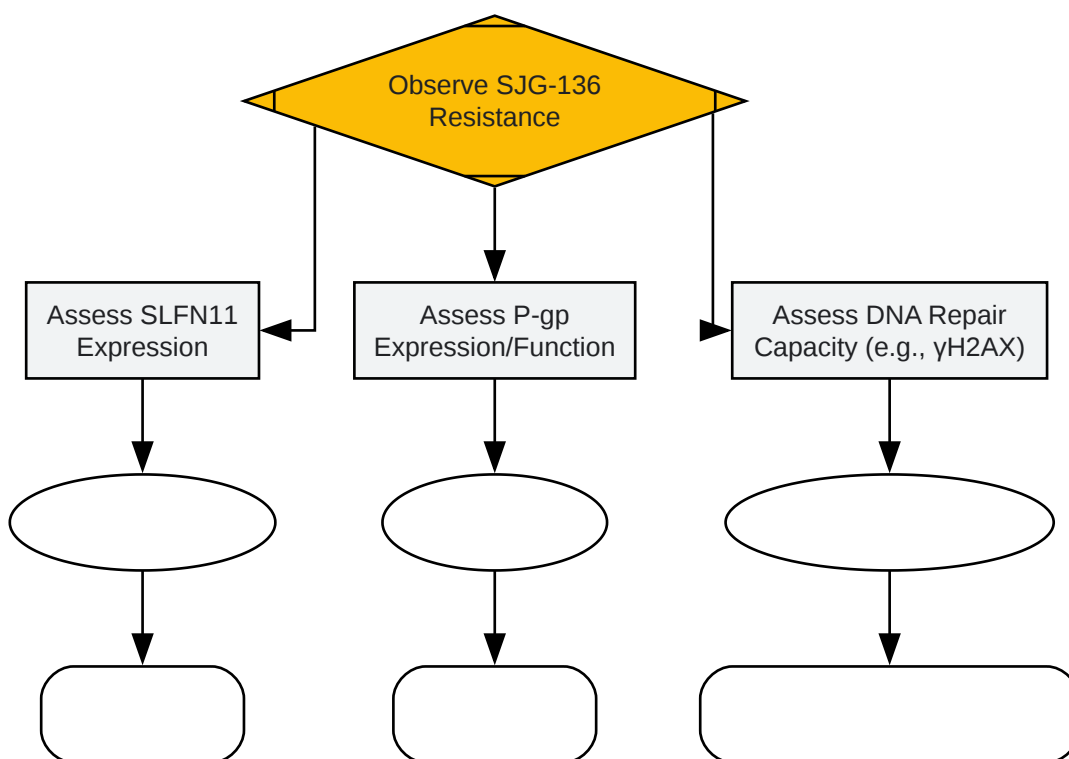 Observe SJG-136
Resistance
Assess SLFN11
Expression
Assess P-gp
Expression/Function
Assess DNA Repair
Capacity (e.g., γH2AX)